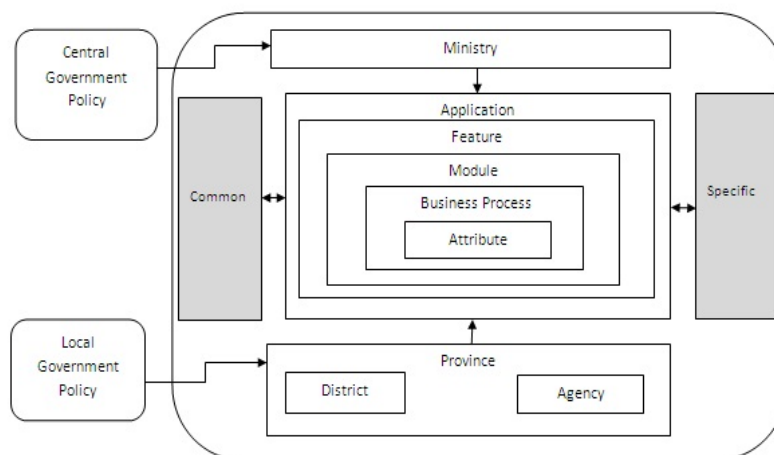 Central
Government
Policy
Ministry
Application
Feature
Module
Business Process
Attribute
Common
Specific
Local
Government
Policy
Province
District
Agency